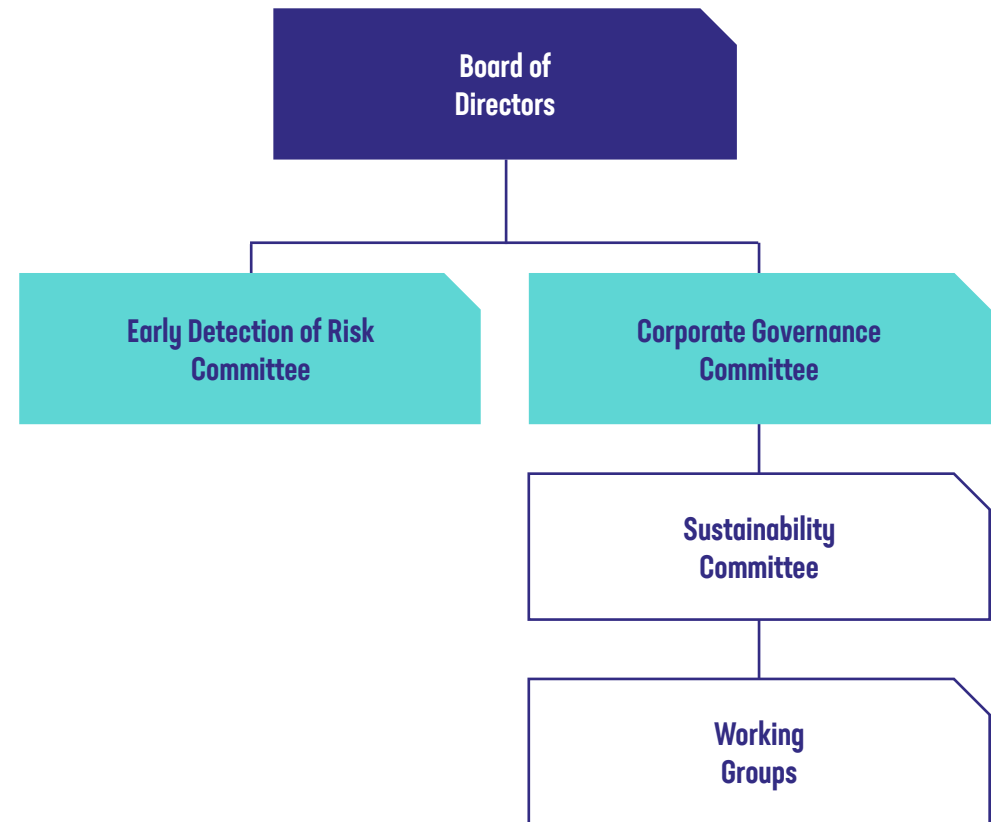 Board of
Directors
Early Detection of Risk
Committee
Corporate Governance
Committee
Sustainability
Committee
Working
Groups